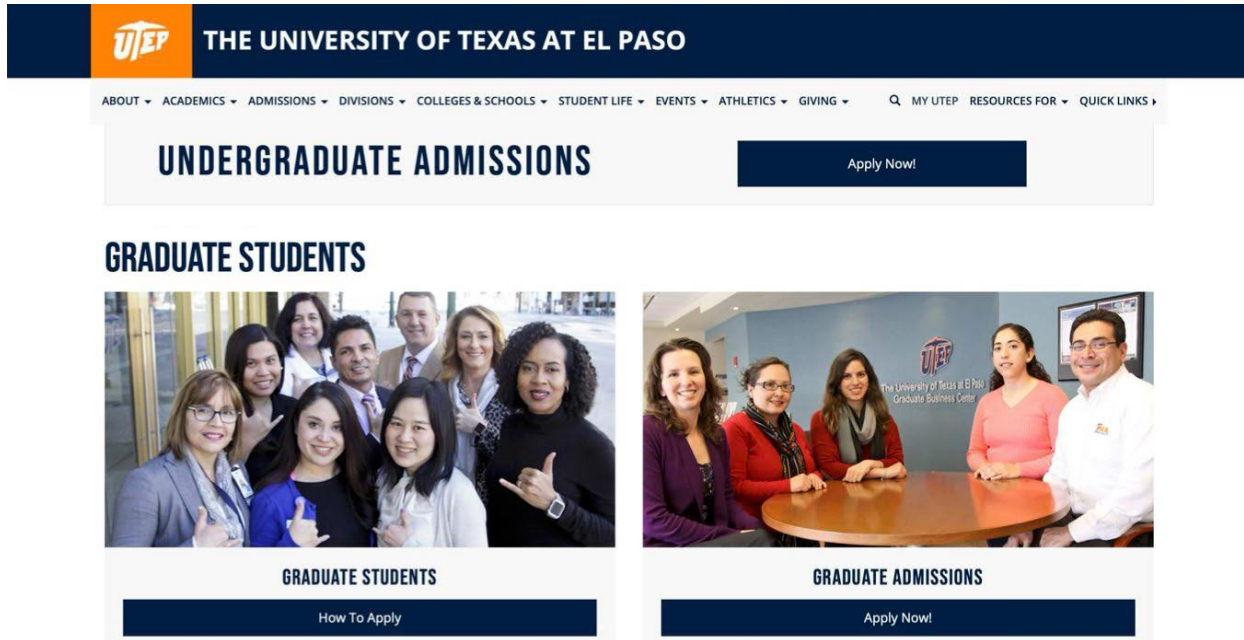 UTEP THE UNIVERSITY OF TEXAS AT EL PASO
ABOUT ACADEMICS ADMISSIONS DIVISIONS COLLEGES & SCHOOLS STUDENT LIFE EVENTS ATHLETICS GIVING MY UTEP RESOURCES FOR QUICK LINKS
UNDERGRADUATE ADMISSIONS Apply Now!
GRADUATE STUDENTS
UTEP
The University of Texas at El Paso
Graduate Business Center
GRADUATE STUDENTS GRADUATE ADMISSIONS
How To Apply Apply Now!